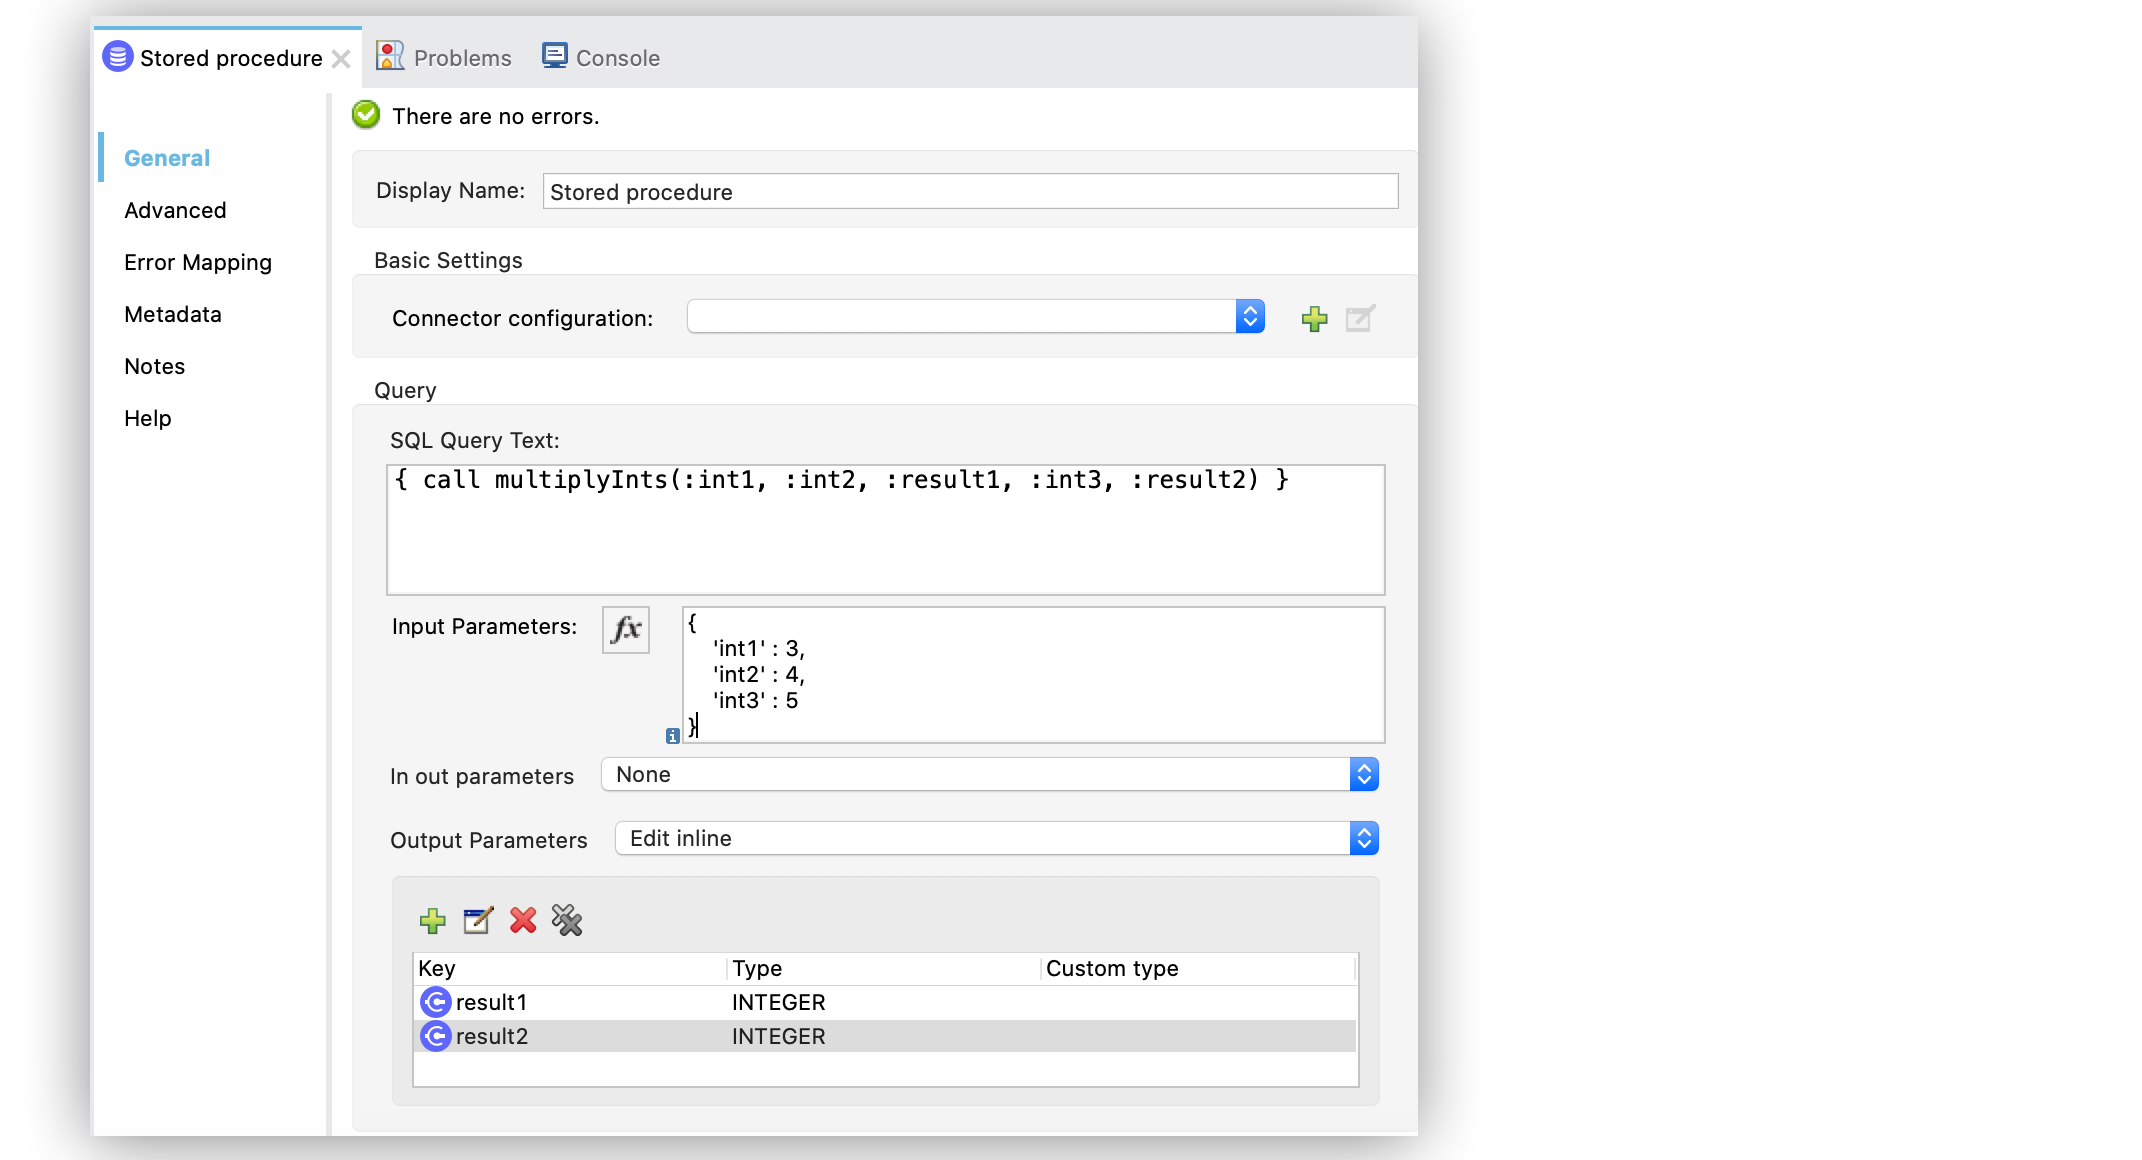 Stored procedure
Problems
Console
There are no errors.
General
Advanced
Error Mapping
Metadata
Notes
Help
Display Name: Stored procedure
Basic Settings
Connector configuration:
Query
SQL Query Text:
{ call multiplyInts(:int1, :int2, :result1, :int3, :result2) }
Input Parameters: fx
{
'int1' : 3,
'int2' : 4,
'int3' : 5
}
In out parameters None
Output Parameters Edit inline
Key Type Custom type
result1 INTEGER
result2 INTEGER